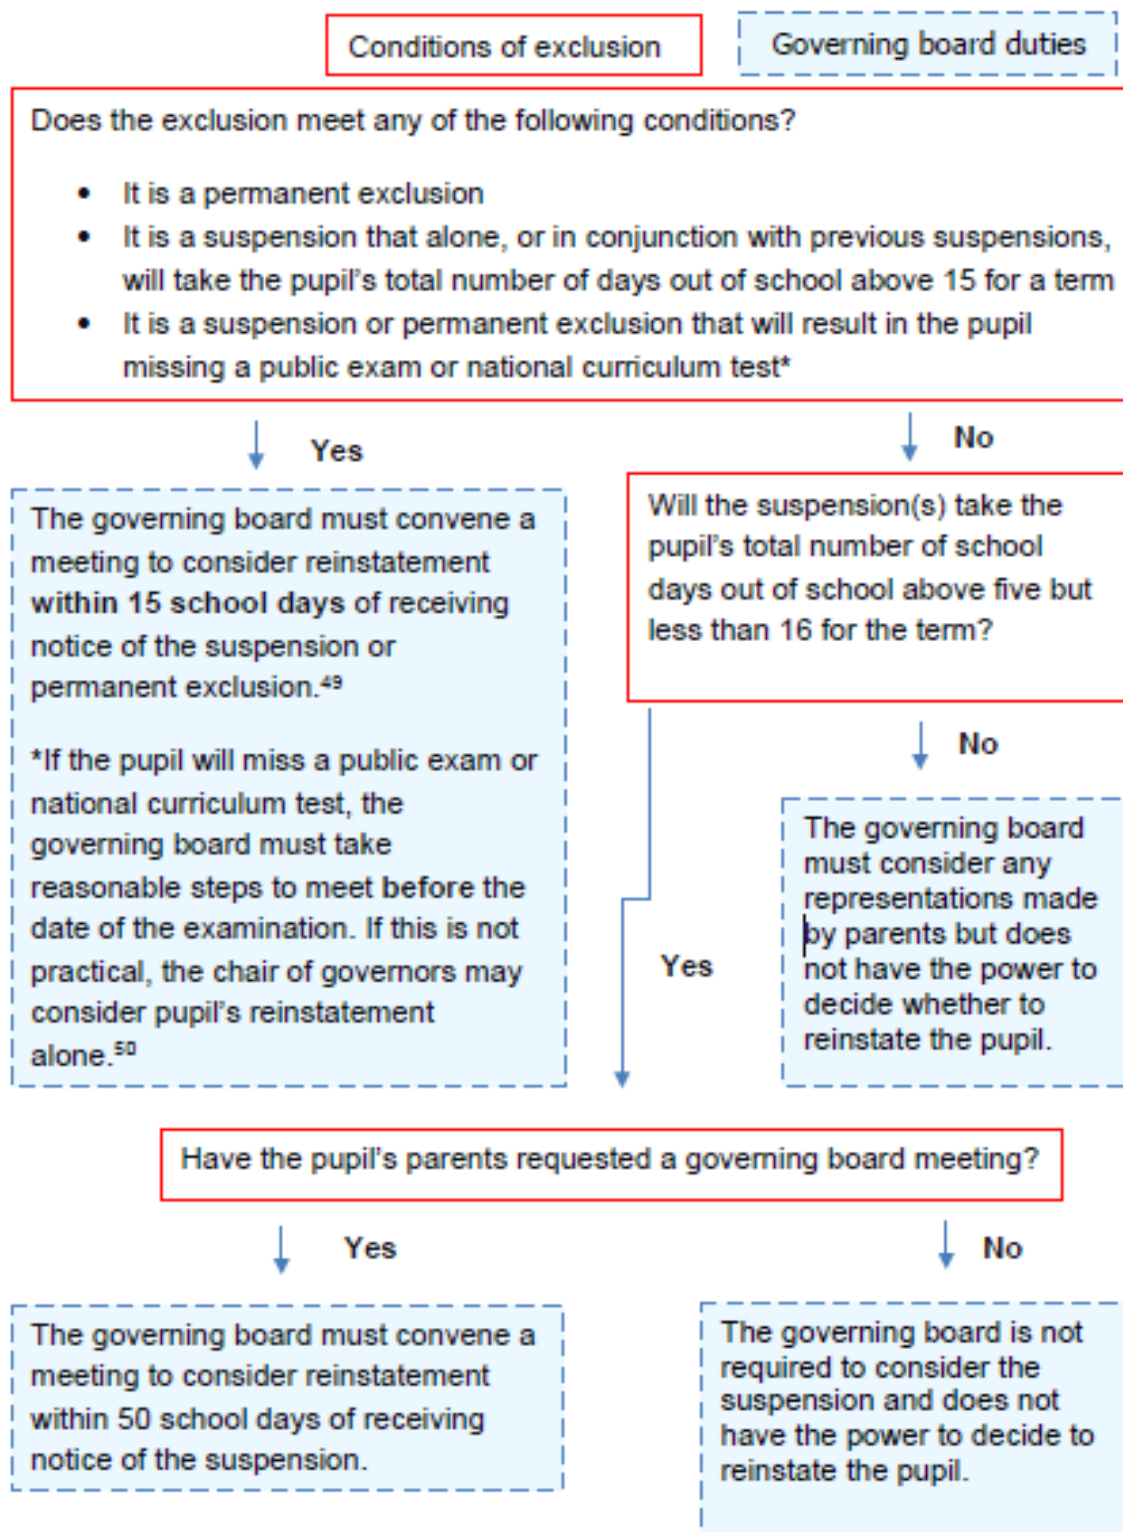 Conditions of exclusion
Governing board duties
Does the exclusion meet any of the following conditions?
• It is a permanent exclusion
• It is a suspension that alone, or in conjunction with previous suspensions,
will take the pupil's total number of days out of school above 15 for a term
• It is a suspension or permanent exclusion that will result in the pupil
missing a public exam or national curriculum test*
Yes
No
The governing board must convene a
meeting to consider reinstatement
within 15 school days of receiving
notice of the suspension or
permanent exclusion.⁴⁹
*If the pupil will miss a public exam or
national curriculum test, the
governing board must take
reasonable steps to meet before the
date of the examination. If this is not
practical, the chair of governors may
consider pupil's reinstatement
alone.⁵⁰
Will the suspension(s) take the
pupil's total number of school
days out of school above five but
less than 16 for the term?
No
The governing board
must consider any
representations made
by parents but does
not have the power to
decide whether to
reinstate the pupil.
Yes
Have the pupil's parents requested a governing board meeting?
Yes
No
The governing board must convene a
meeting to consider reinstatement
within 50 school days of receiving
notice of the suspension.
The governing board is not
required to consider the
suspension and does not
have the power to decide to
reinstate the pupil.